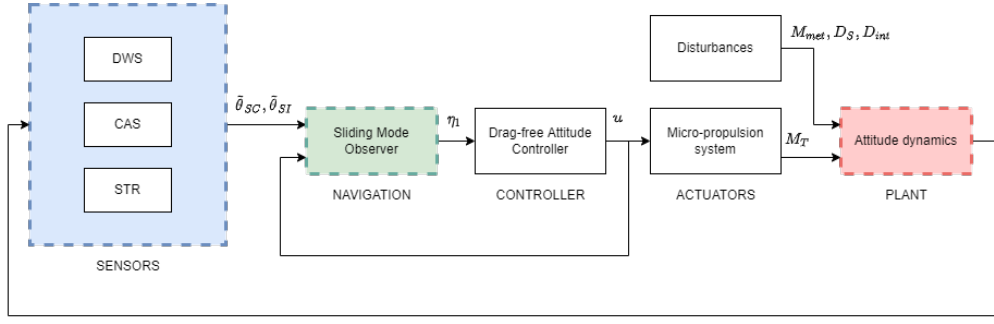 DWS
CAS
STR
SENSORS
θ̃_SC, θ̃_SI
Sliding Mode
Observer
NAVIGATION
η₁
Drag-free Attitude
Controller
CONTROLLER
u
Disturbances
M_met, D_S, D_int
Micro-propulsion
system
ACTUATORS
M_T
Attitude dynamics
PLANT